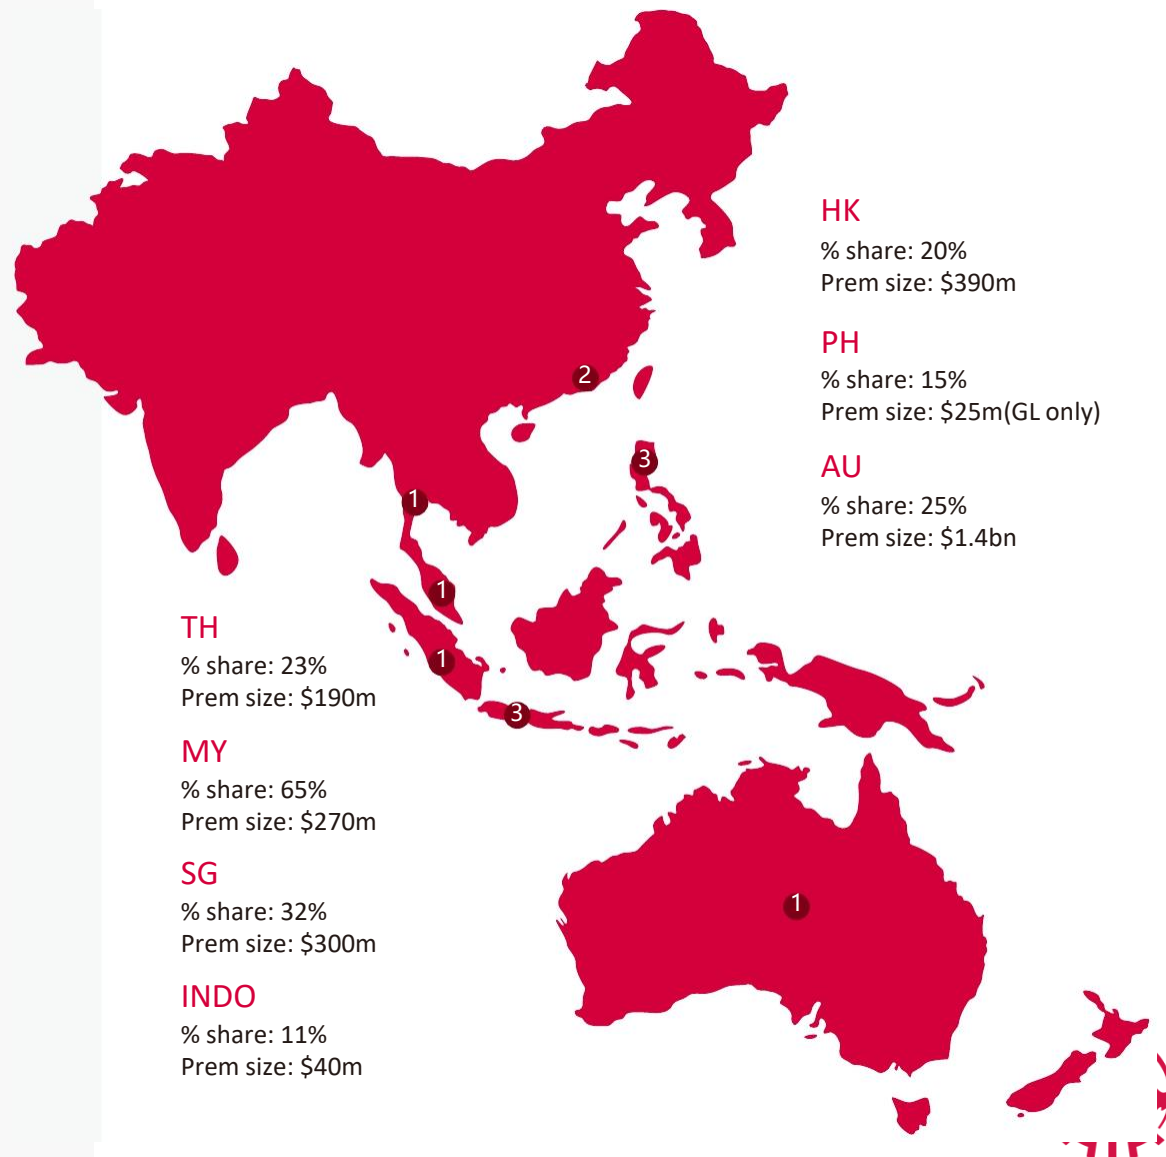 HK
% share: 20%
Prem size: $390m
PH
% share: 15%
Prem size: $25m(GL only)
AU
% share: 25%
Prem size: $1.4bn
2
3
1
1
1
3
1
TH
% share: 23%
Prem size: $190m
MY
% share: 65%
Prem size: $270m
SG
% share: 32%
Prem size: $300m
INDO
% share: 11%
Prem size: $40m